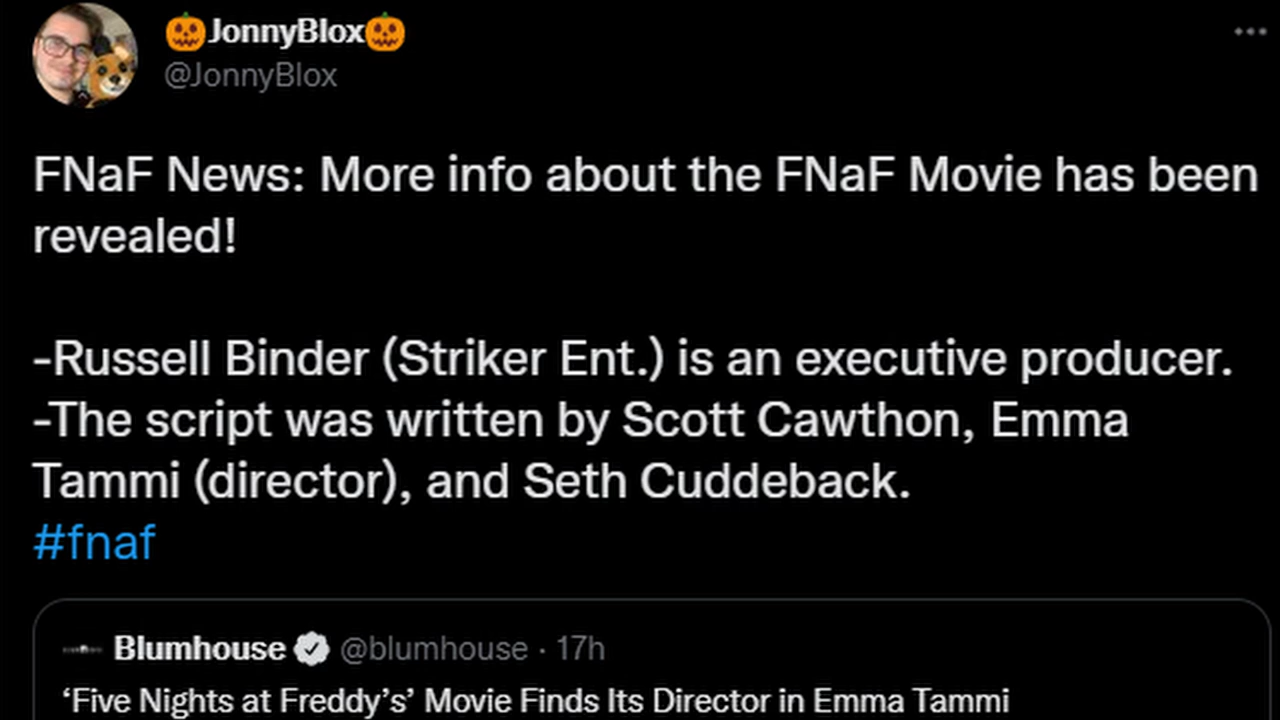 🎃JonnyBlox🎃
@JonnyBlox
FNaF News: More info about the FNaF Movie has been
revealed!
-Russell Binder (Striker Ent.) is an executive producer.
-The script was written by Scott Cawthon, Emma
Tammi (director), and Seth Cuddeback.
#fnaf
Blumhouse @blumhouse · 17h
‘Five Nights at Freddy’s’ Movie Finds Its Director in Emma Tammi